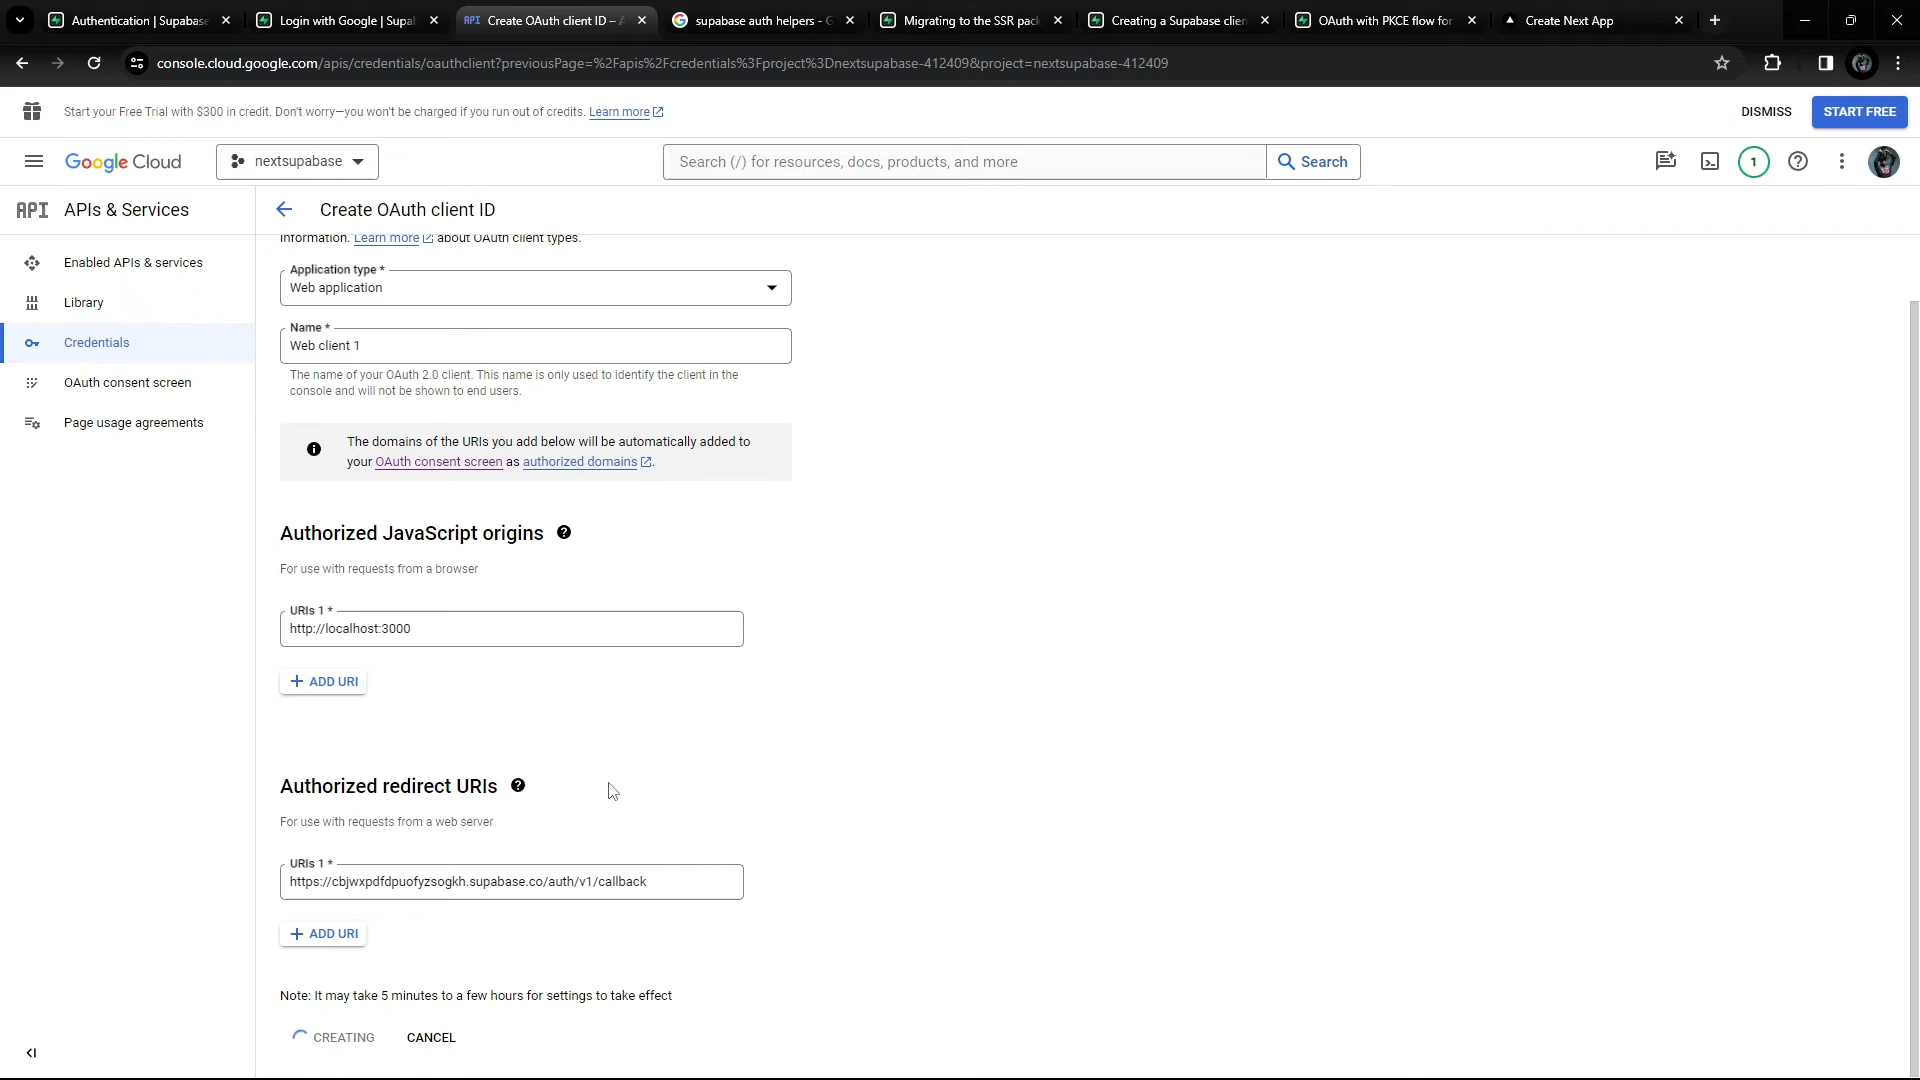 Authentication | Supabase
Login with Google | Supal
API Create OAuth client ID – A
supabase auth helpers - G
Migrating to the SSR pack
Creating a Supabase clien
OAuth with PKCE flow for
Create Next App
console.cloud.google.com/apis/credentials/oauthclient?previousPage=%2Fapis%2Fcredentials%3Fproject%3Dnextsupabase-412409&project=nextsupabase-412409
Start your Free Trial with $300 in credit. Don't worry—you won't be charged if you run out of credits. Learn more
DISMISS
START FREE
Google Cloud
nextsupabase
Search (/) for resources, docs, products, and more
Search
1
API APIs & Services
Create OAuth client ID
Enabled APIs & services
Library
Credentials
OAuth consent screen
Page usage agreements
information. Learn more about OAuth client types.
Application type *
Web application
Name *
Web client 1
The name of your OAuth 2.0 client. This name is only used to identify the client in the
console and will not be shown to end users.
The domains of the URIs you add below will be automatically added to
your OAuth consent screen as authorized domains.
Authorized JavaScript origins
For use with requests from a browser
URIs 1 *
http://localhost:3000
ADD URI
Authorized redirect URIs
For use with requests from a web server
URIs 1 *
https://cbjwxpdfdpuofyzsogkh.supabase.co/auth/v1/callback
ADD URI
Note: It may take 5 minutes to a few hours for settings to take effect
CREATING
CANCEL